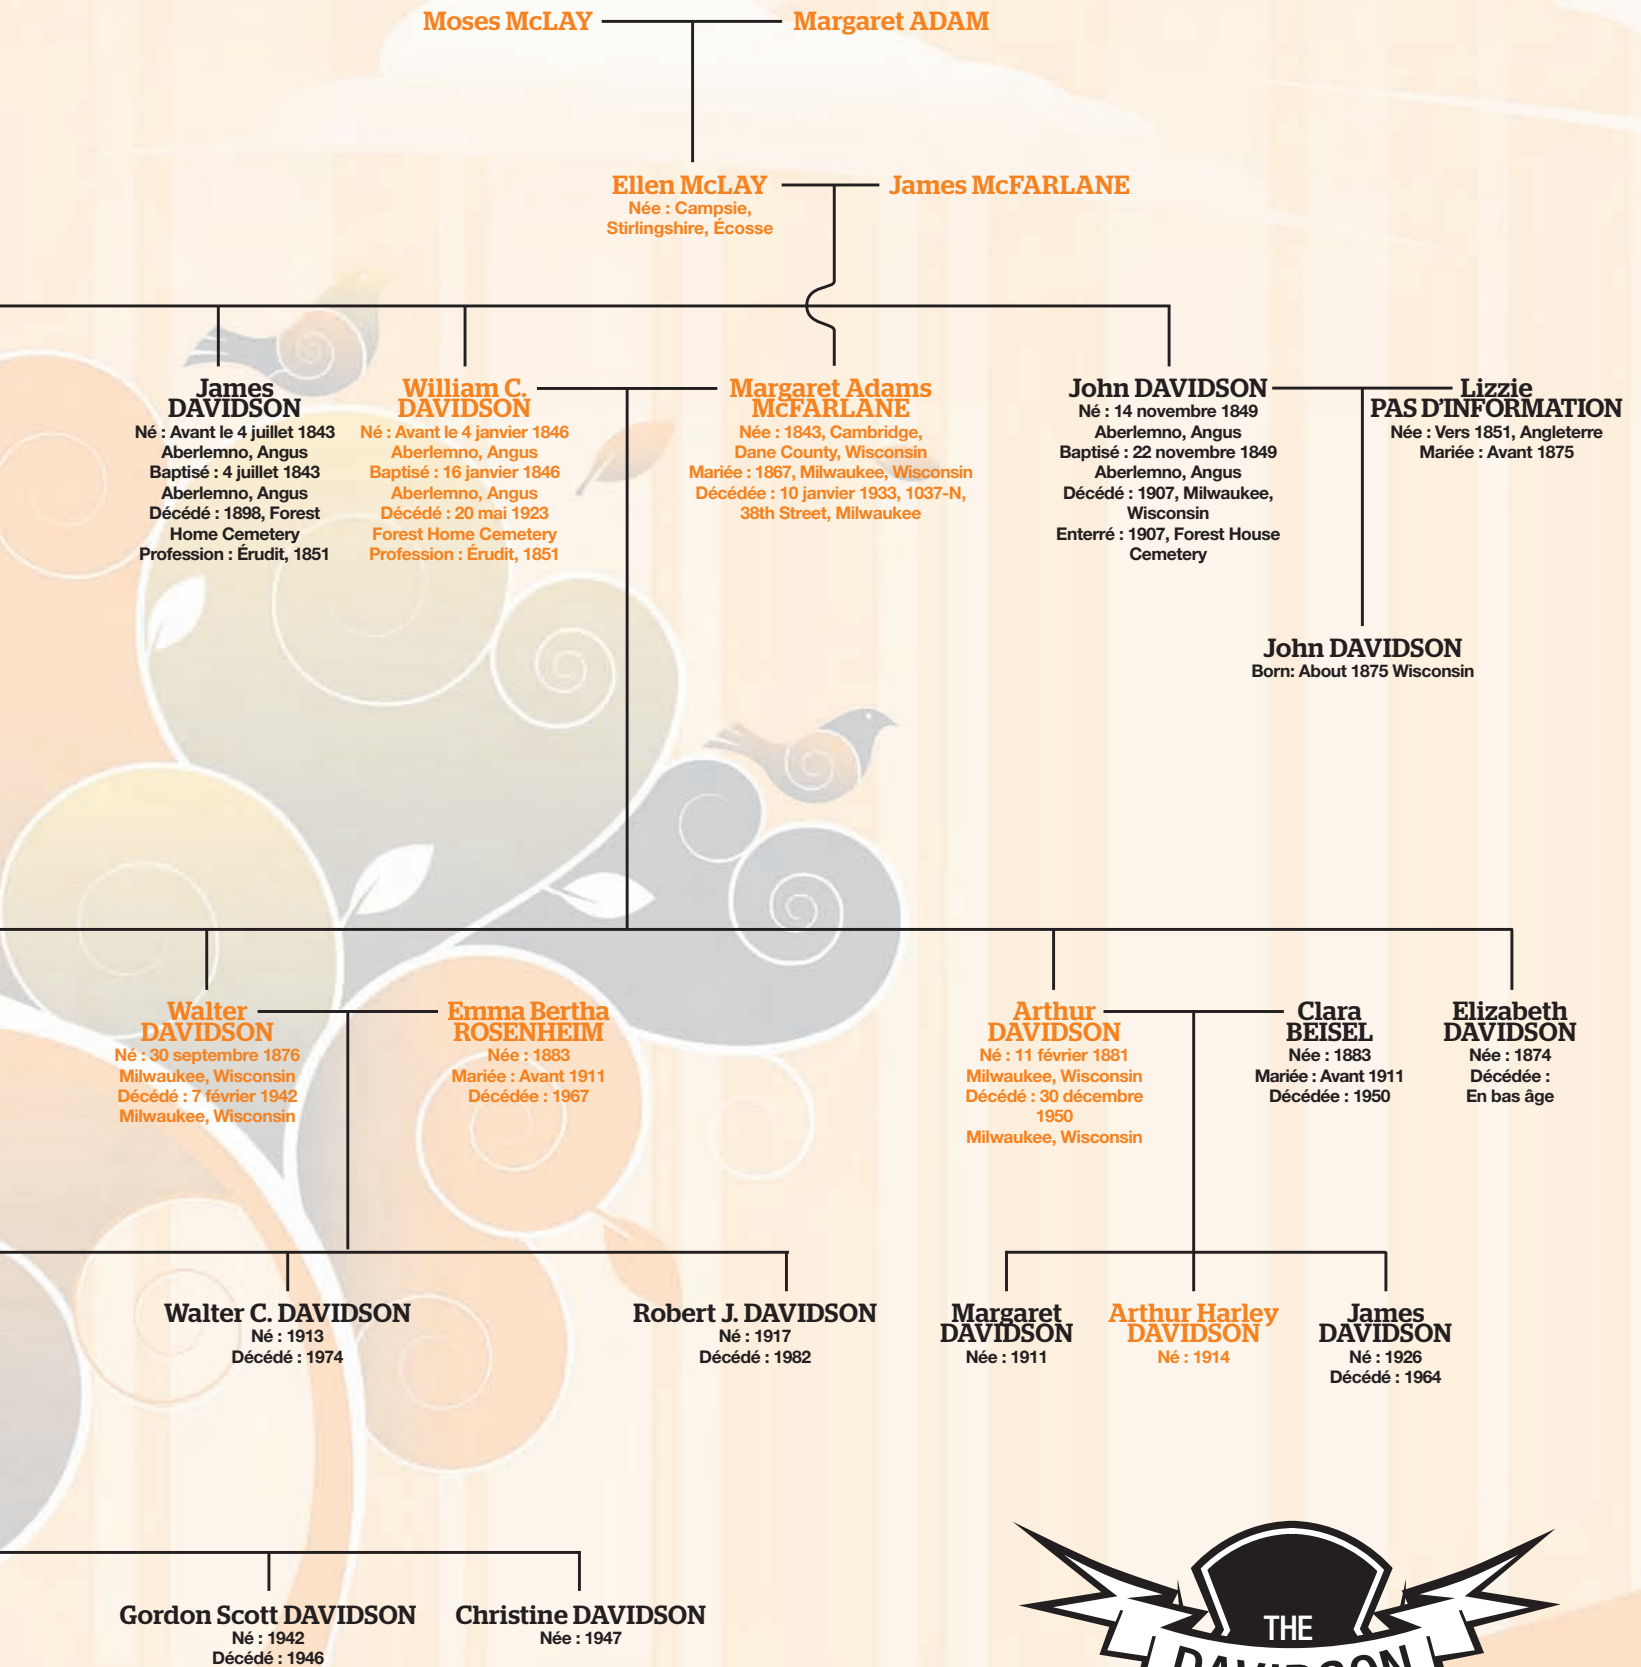 Moses McLAY
Margaret ADAM
Ellen McLAY
Née : Campsie,
Stirlingshire, Écosse
James McFARLANE
James
DAVIDSON
Né : Avant le 4 juillet 1843
Aberlemno, Angus
Baptisé : 4 juillet 1843
Aberlemno, Angus
Décédé : 1898, Forest
Home Cemetery
Profession : Érudit, 1851
William C.
DAVIDSON
Né : Avant le 4 janvier 1846
Aberlemno, Angus
Baptisé : 16 janvier 1846
Aberlemno, Angus
Décédé : 20 mai 1923
Forest Home Cemetery
Profession : Érudit, 1851
Margaret Adams
McFARLANE
Née : 1843, Cambridge,
Dane County, Wisconsin
Mariée : 1867, Milwaukee, Wisconsin
Décédée : 10 janvier 1933, 1037-N,
38th Street, Milwaukee
John DAVIDSON
Né : 14 novembre 1849
Aberlemno, Angus
Baptisé : 22 novembre 1849
Aberlemno, Angus
Décédé : 1907, Milwaukee,
Wisconsin
Enterré : 1907, Forest House
Cemetery
Lizzie
PAS D'INFORMATION
Née : Vers 1851, Angleterre
Mariée : Avant 1875
John DAVIDSON
Born: About 1875 Wisconsin
Walter
DAVIDSON
Né : 30 septembre 1876
Milwaukee, Wisconsin
Décédé : 7 février 1942
Milwaukee, Wisconsin
Emma Bertha
ROSENHEIM
Née : 1883
Mariée : Avant 1911
Décédée : 1967
Arthur
DAVIDSON
Né : 11 février 1881
Milwaukee, Wisconsin
Décédé : 30 décembre
1950
Milwaukee, Wisconsin
Clara
BEISEL
Née : 1883
Mariée : Avant 1911
Décédée : 1950
Elizabeth
DAVIDSON
Née : 1874
Décédée :
En bas âge
Walter C. DAVIDSON
Né : 1913
Décédé : 1974
Robert J. DAVIDSON
Né : 1917
Décédé : 1982
Margaret
DAVIDSON
Née : 1911
Arthur Harley
DAVIDSON
Né : 1914
James
DAVIDSON
Né : 1926
Décédé : 1964
Gordon Scott DAVIDSON
Né : 1942
Décédé : 1946
Christine DAVIDSON
Née : 1947
THE
DAVIDSON